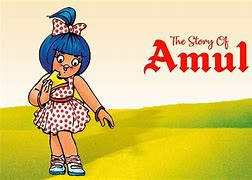 The Story Of
Amul